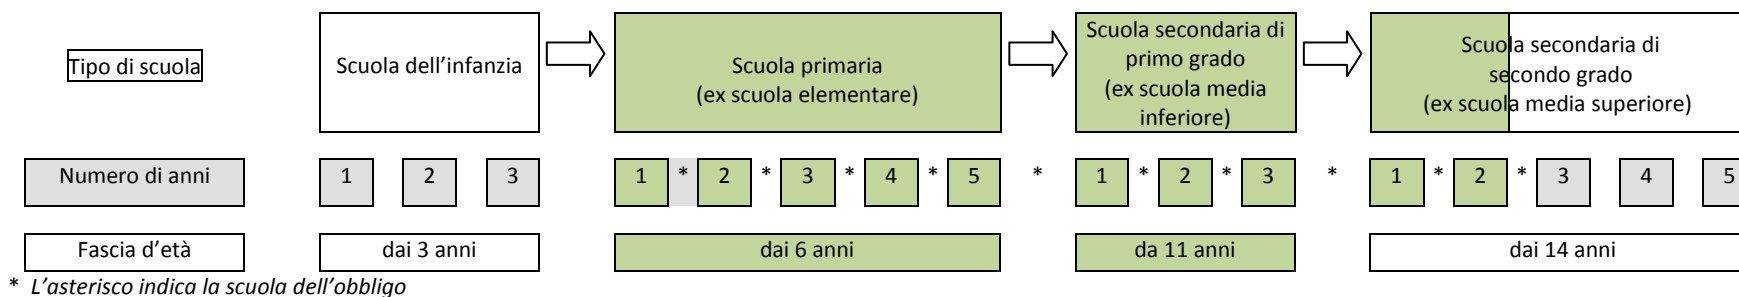 Tipo di scuola
Scuola dell’infanzia
Scuola primaria
(ex scuola elementare)
Scuola secondaria di
primo grado
(ex scuola media
inferiore)
Scuola secondaria di
secondo grado
(ex scuola media superiore)
Numero di anni 1 2 3 1 * 2 * 3 * 4 * 5 * 1 * 2 * 3 * 1 * 2 * 3 4 5
Fascia d’età dai 3 anni dai 6 anni da 11 anni dai 14 anni
* L’asterisco indica la scuola dell’obbligo